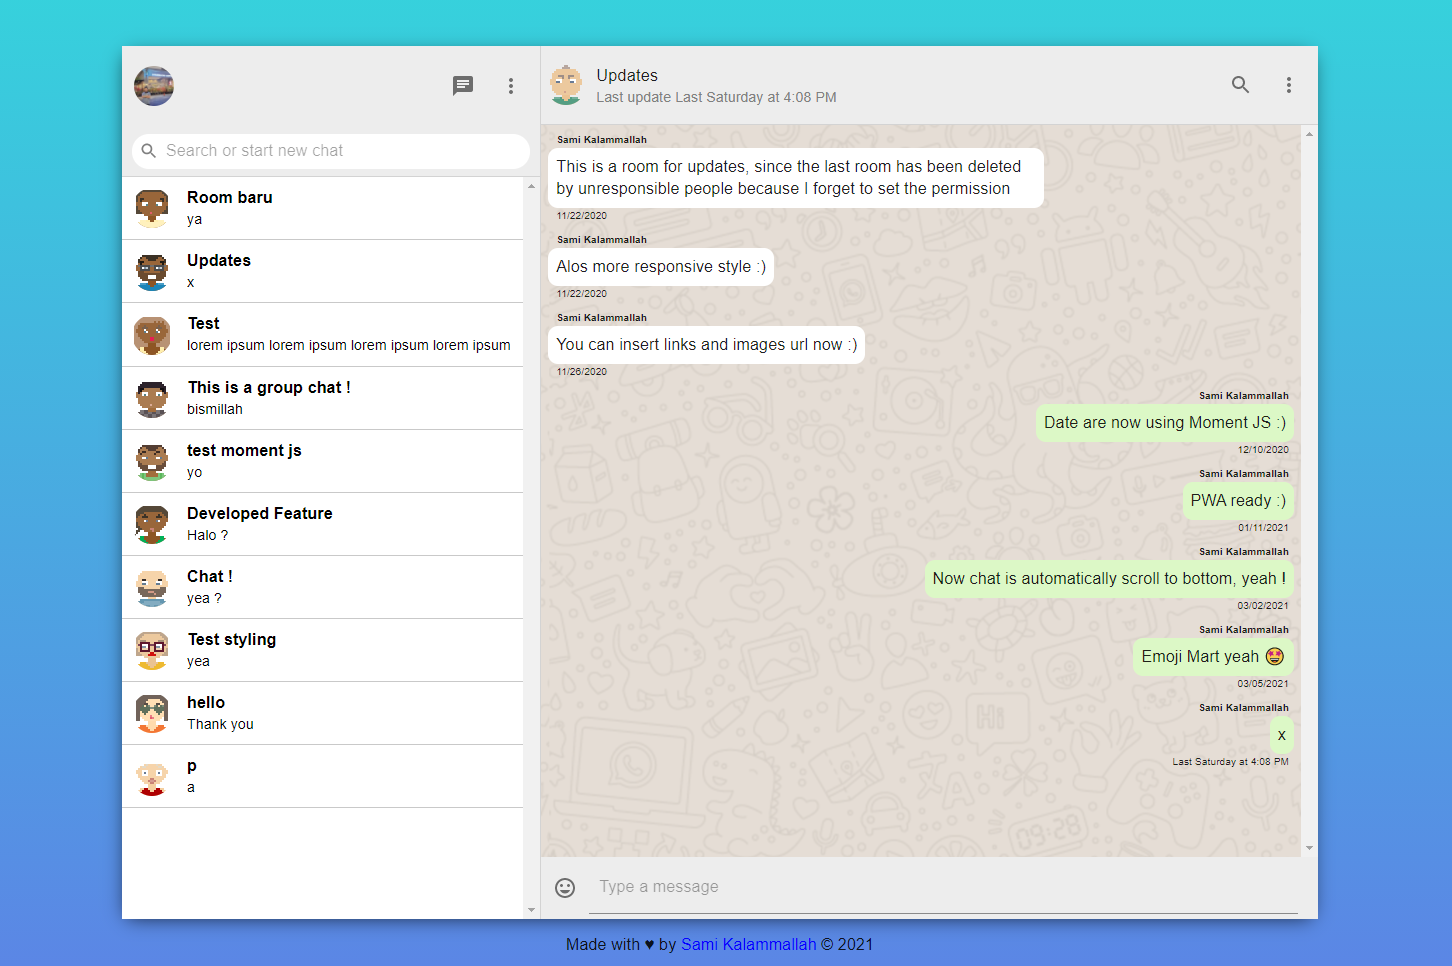 Search or start new chat
Room baru
ya
Updates
x
Test
lorem ipsum lorem ipsum lorem ipsum lorem ipsum
This is a group chat !
bismillah
test moment js
yo
Developed Feature
Halo ?
Chat !
yea ?
Test styling
yea
hello
Thank you
p
a
Updates
Last update Last Saturday at 4:08 PM
Sami Kalammallah
This is a room for updates, since the last room has been deleted
by unresponsible people because I forget to set the permission
11/22/2020
Sami Kalammallah
Alos more responsive style :)
11/22/2020
Sami Kalammallah
You can insert links and images url now :)
11/26/2020
Sami Kalammallah
Date are now using Moment JS :)
12/10/2020
Sami Kalammallah
PWA ready :)
01/11/2021
Sami Kalammallah
Now chat is automatically scroll to bottom, yeah !
03/02/2021
Sami Kalammallah
Emoji Mart yeah 🤩
03/05/2021
Sami Kalammallah
x
Last Saturday at 4:08 PM
Hi
09:28
Type a message
Made with ♥ by Sami Kalammallah © 2021